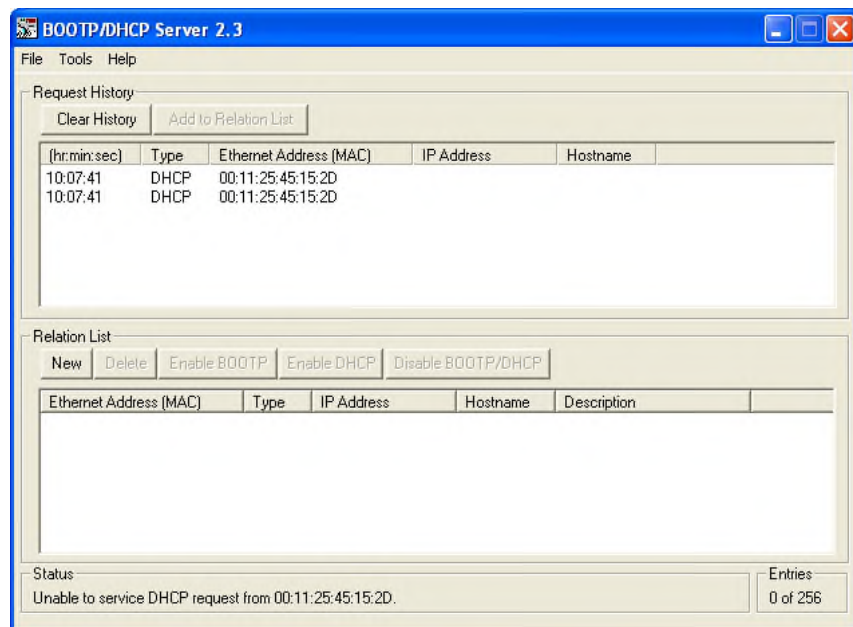 BOOTP/DHCP Server 2.3
File Tools Help
Request History
Clear History Add to Relation List
(hr:min:sec) Type Ethernet Address (MAC) IP Address Hostname
10:07:41 DHCP 00:11:25:45:15:2D
10:07:41 DHCP 00:11:25:45:15:2D
Relation List
New Delete Enable BOOTP Enable DHCP Disable BOOTP/DHCP
Ethernet Address (MAC) Type IP Address Hostname Description
Status
Unable to service DHCP request from 00:11:25:45:15:2D.
Entries
0 of 256